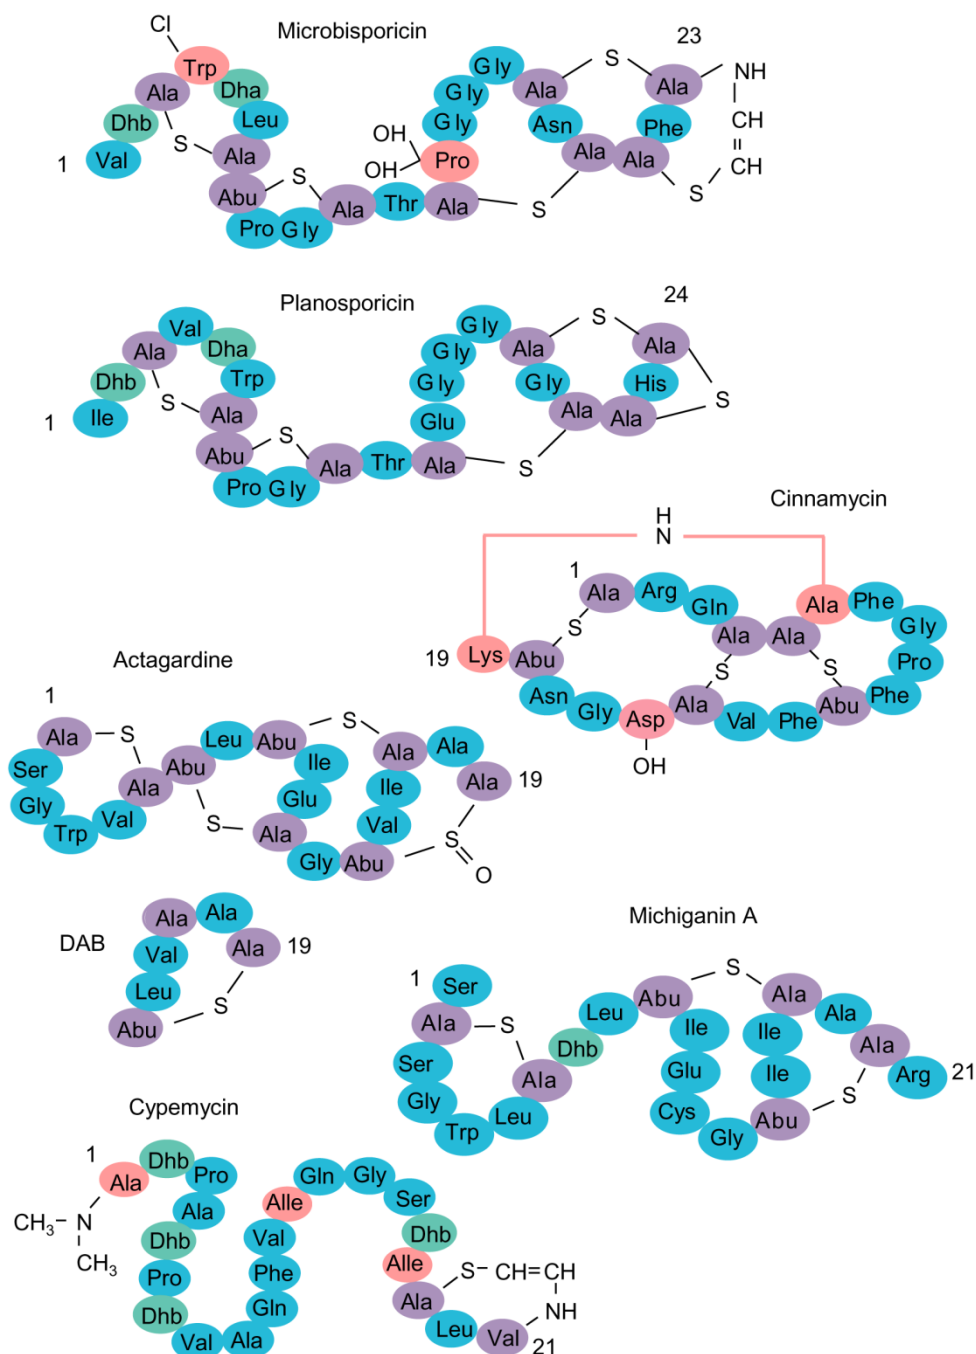 Microbisporicin
Cl
Trp
Ala
Dha
Dhb
Leu
1
Val
S
Ala
Abu
S
Pro
Gly
Ala
Thr
Ala
OH
OH
Pro
Gly
Gly
Gly
Ala
S
Ala
23
NH
Asn
Phe
CH
Ala
Ala
CH
S
S
Planosporicin
24
Val
Ala
Dha
Dhb
Trp
1
Ile
S
Ala
Abu
S
Pro
Gly
Ala
Thr
Ala
Glu
Gly
Gly
Gly
Ala
S
Ala
Gly
His
Ala
Ala
S
S
Cinnamycin
H
N
1
Ala
Arg
Gln
Ala
Ala
Ala
Phe
Gly
Pro
Phe
Abu
S
Phe
Val
Ala
S
Asp
OH
Gly
Asn
Abu
S
19
Lys
Actagardine
1
Ala
S
Ser
Gly
Trp
Val
Ala
Abu
Leu
Abu
S
Ala
Ala
Ala
19
Ile
Ile
Glu
Val
S
Ala
Gly
Abu
S
O
DAB
Ala
Ala
Ala
19
Val
Leu
Abu
S
Michiganin A
1
Ser
Ala
S
Ser
Gly
Trp
Leu
Ala
Dhb
Leu
Abu
S
Ala
Ile
Ile
Ala
Glu
Ile
Ala
Cys
Gly
Abu
S
Arg
21
Cypemycin
1
Ala
Dhb
Pro
CH3
N
CH3
Ala
Dhb
Pro
Dhb
Val
Ala
Gln
Phe
Val
Alle
Gln
Gly
Ser
Dhb
Alle
Ala
S
CH=CH
NH
Leu
Val
21